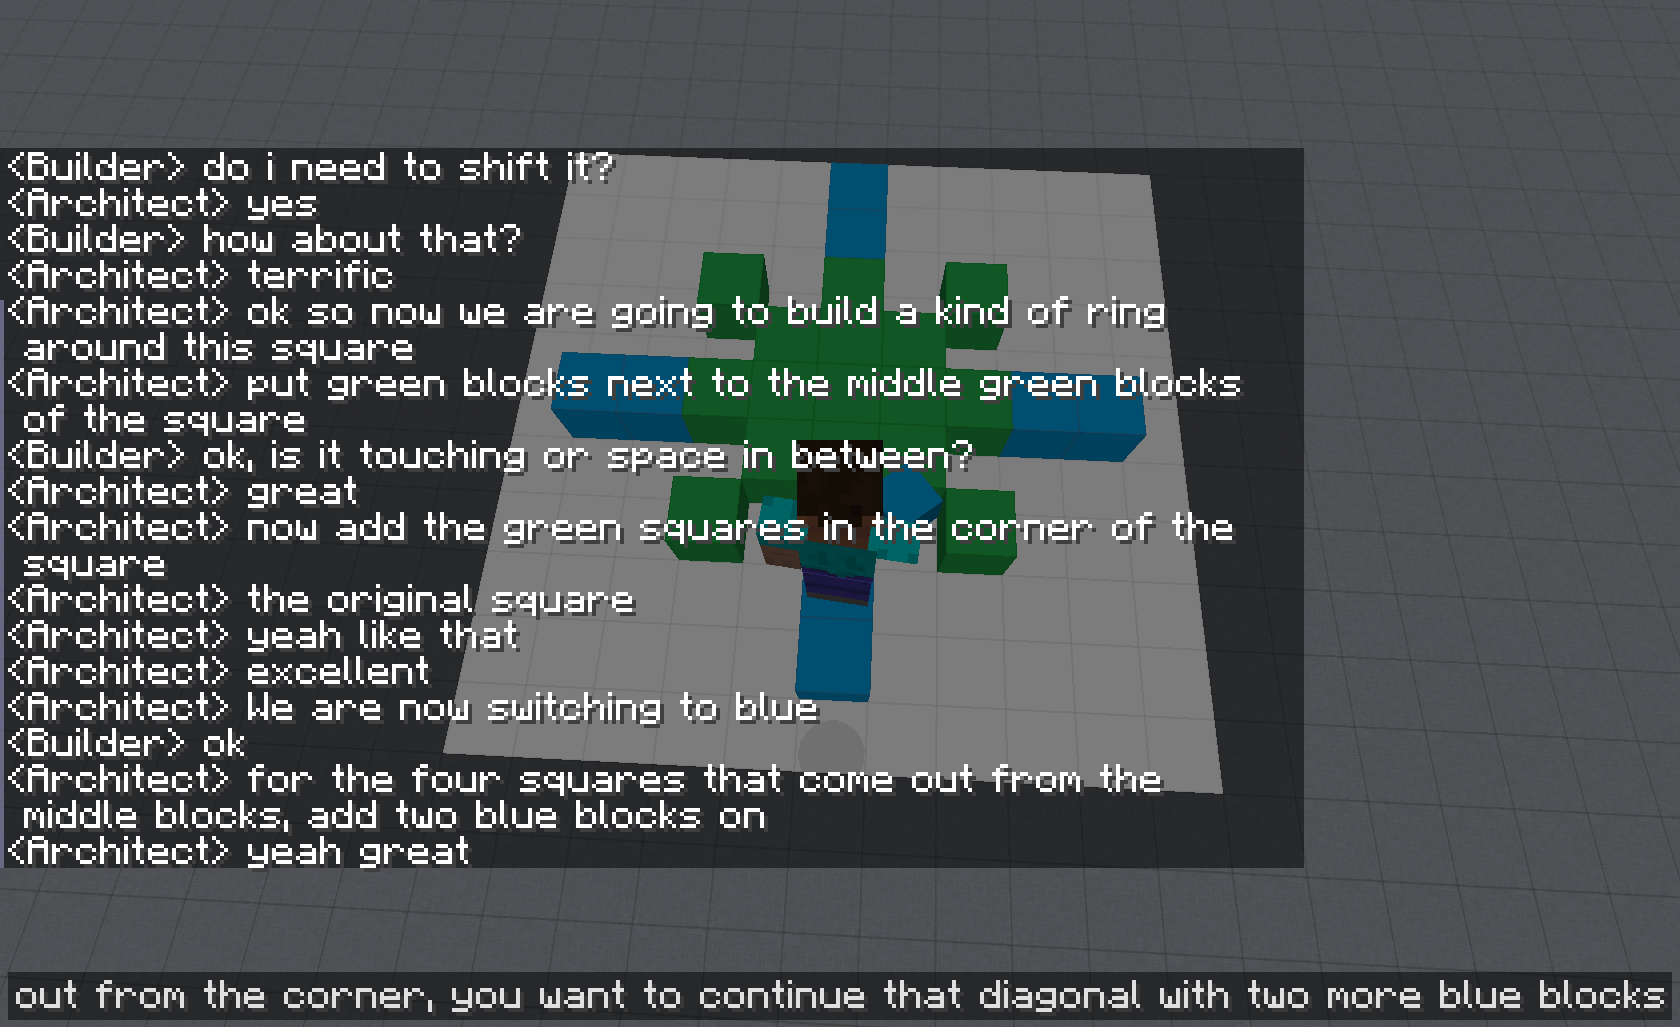 <Builder> do i need to shift it?
<Architect> yes
<Builder> how about that?
<Architect> terrific
<Architect> ok so now we are going to build a kind of ring
around this square
<Architect> put green blocks next to the middle green blocks
of the square
<Builder> ok, is it touching or space in between?
<Architect> great
<Architect> now add the green squares in the corner of the
square
<Architect> the original square
<Architect> yeah like that
<Architect> excellent
<Architect> We are now switching to blue
<Builder> ok
<Architect> for the four squares that come out from the
middle blocks, add two blue blocks on
<Architect> yeah great
out from the corner, you want to continue that diagonal with two more blue blocks